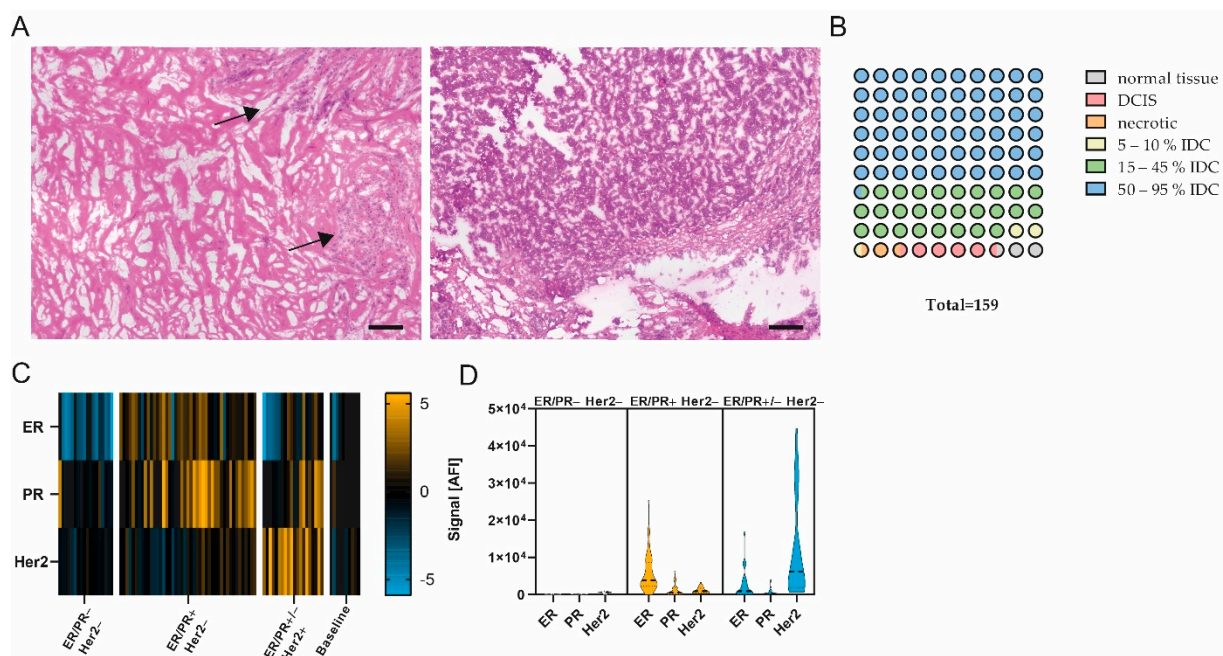 A
B
normal tissue
DCIS
necrotic
5 – 10 % IDC
15 – 45 % IDC
50 – 95 % IDC
Total=159
C
ER
PR
Her2
ER/PR–
Her2–
ER/PR+
Her2–
ER/PR+/–
Her2+
Baseline
5
0
-5
D
ER/PR– Her2– ER/PR+ Her2– ER/PR+/– Her2–
Signal [AFI]
5×10⁴
4×10⁴
3×10⁴
2×10⁴
1×10⁴
0
ER PR Her2 ER PR Her2 ER PR Her2